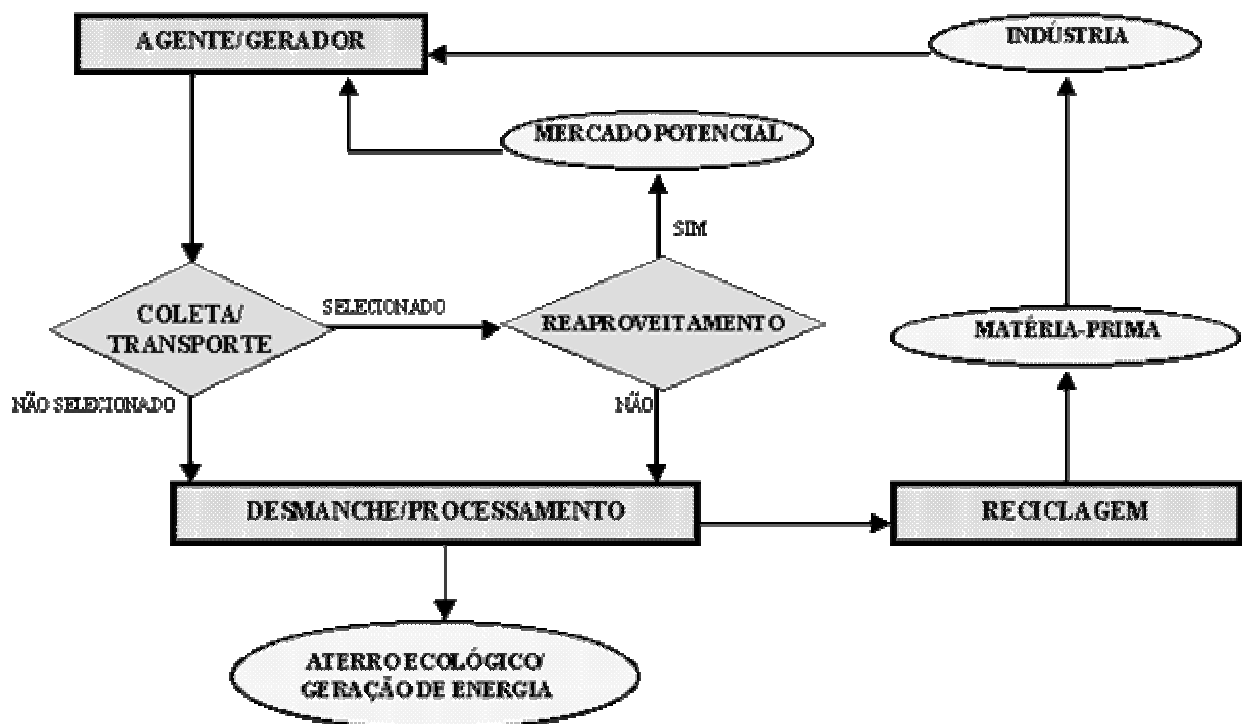 AGENTE/GERADOR
INDÚSTRIA
MERCADO POTENCIAL
SIM
COLETA/
TRANSPORTE
SELECIONADO
REAPROVEITAMENTO
MATÉRIA-PRIMA
NÃO SELECIONADO
NÃO
DESMANCHE/PROCESSAMENTO
RECICLAGEM
ATERRO ECOLÓGICO/
GERAÇÃO DE ENERGIA